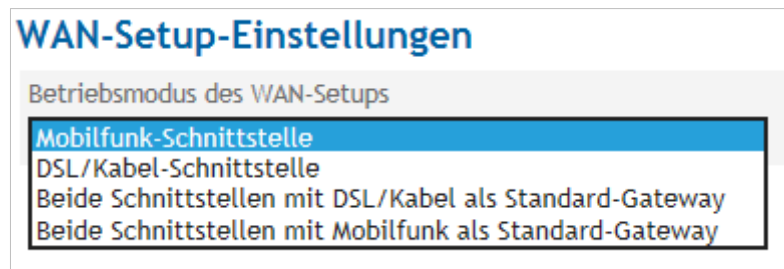 WAN-Setup-Einstellungen
Betriebsmodus des WAN-Setups
Mobilfunk-Schnittstelle
DSL/Kabel-Schnittstelle
Beide Schnittstellen mit DSL/Kabel als Standard-Gateway
Beide Schnittstellen mit Mobilfunk als Standard-Gateway